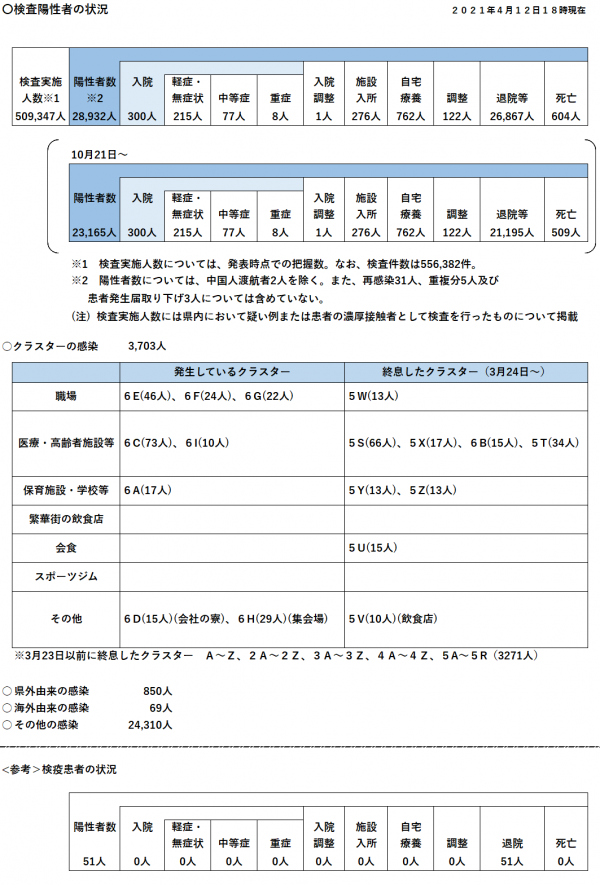 〇検査陽性者の状況 ２０２１年４月１２日１８時現在
検査実施 陽性者数 入院 軽症・ 中等症 重症 入院 施設 自宅 調整 退院等 死亡
人数※1 ※2 無症状 調整 入所 療養
509,347人 28,932人 300人 215人 77人 8人 1人 276人 762人 122人 26,867人 604人
10月21日～
陽性者数 入院 軽症・ 中等症 重症 入院 施設 自宅 調整 退院等 死亡
無症状 調整 入所 療養
23,165人 300人 215人 77人 8人 1人 276人 762人 122人 21,195人 509人
※1　検査実施人数については、発表時点での把握数。なお、検査件数は556,382件。
※2　陽性者数については、中国人渡航者2人を除く。また、再感染31人、重複分5人及び
患者発生届取り下げ3人については含めていない。
(注）検査実施人数には県内において疑い例または患者の濃厚接触者として検査を行ったものについて掲載
〇クラスターの感染 3,703人
発生しているクラスター 終息したクラスター（3月24日～）
職場 ６E(46人)、６F(24人)、６G(22人) ５W(13人)
医療・高齢者施設等 ６C(73人)、６I(10人) ５S(66人)、５X(17人)、６B(15人)、５T(34人)
保育施設・学校等 ６A(17人) ５Y(13人)、５Z(13人)
繁華街の飲食店
会食 ５U(15人)
スポーツジム
その他 ６D(15人)(会社の寮)、６H(29人)(集会場) ５V(10人)(飲食店)
※3月23日以前に終息したクラスター　Ａ～Ｚ、２Ａ～２Ｚ、３Ａ～３Ｚ、４Ａ～４Ｚ、５A～５R（3271人）
〇県外由来の感染 850人
〇海外由来の感染 69人
〇その他の感染 24,310人
<参考＞検疫患者の状況
陽性者数 入院 軽症・ 中等症 重症 入院 施設 自宅 調整 退院 死亡
無症状 調整 入所 療養
51人 0人 0人 0人 0人 0人 0人 0人 0人 51人 0人